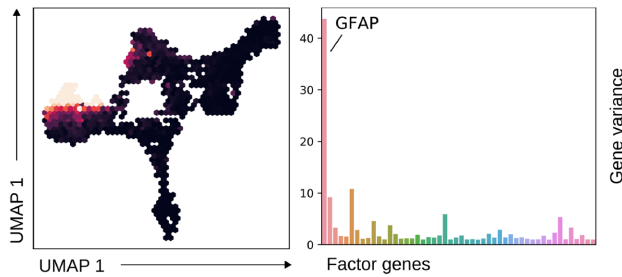 GFAP
40
30
20
10
0
UMAP 1
UMAP 1
Factor genes
Gene variance